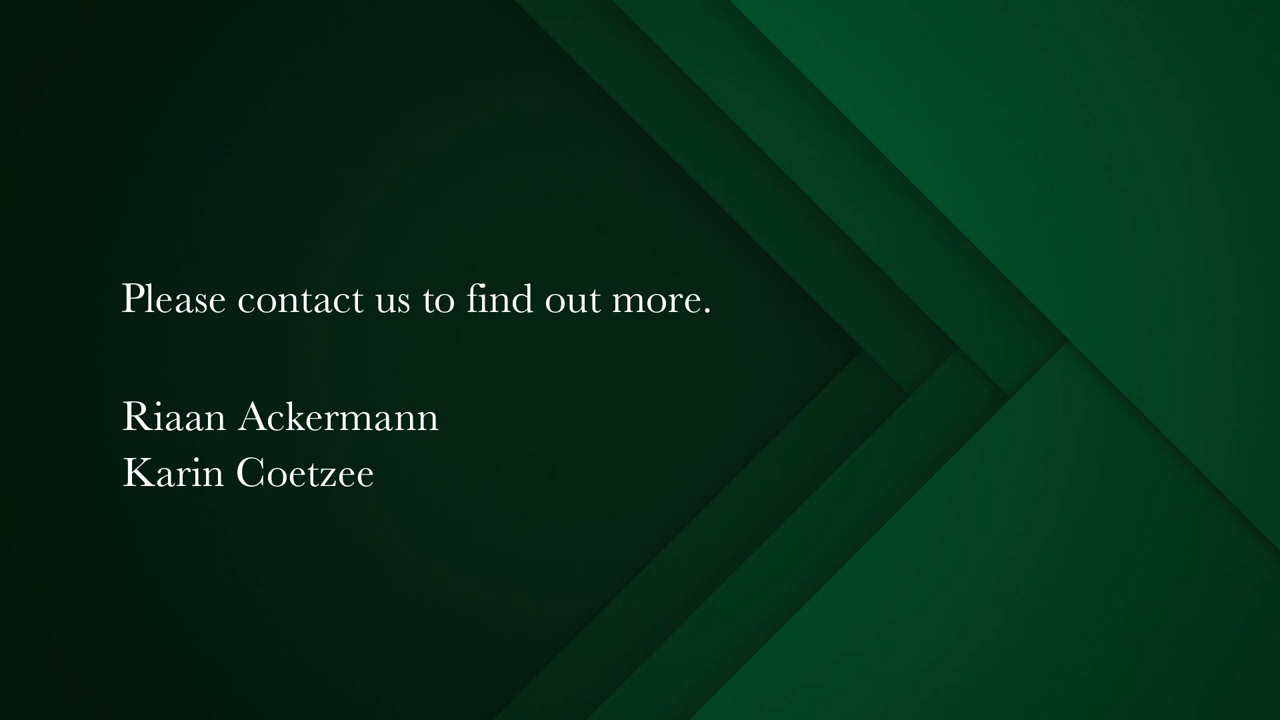 Please contact us to find out more.
Riaan Ackermann
Karin Coetzee